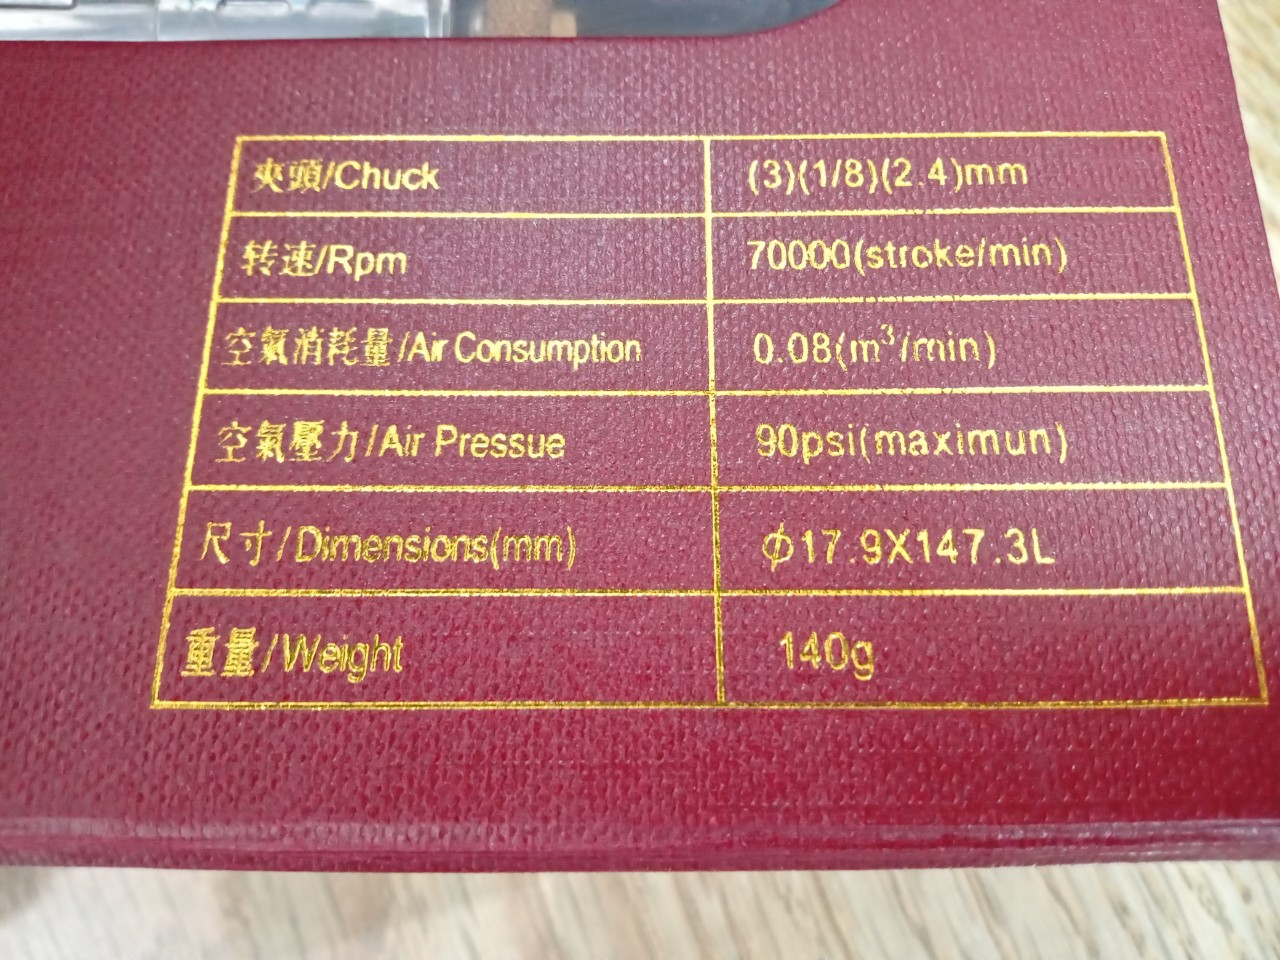 夾頭/Chuck (3)(1/8)(2.4)mm
转速/Rpm 70000(stroke/min)
空氣消耗量/Air Consumption 0.08(m³/min)
空氣壓力/Air Pressue 90psi(maximun)
尺寸/Dimensions(mm) ϕ17.9X147.3L
重量/Weight 140g